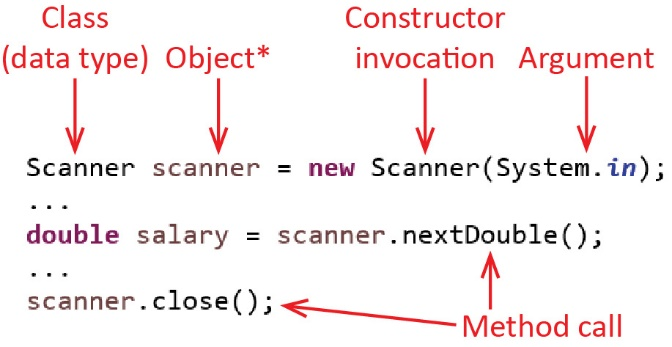 Class
(data type) Object*
Constructor
invocation Argument
Scanner scanner = new Scanner(System.in);
...
double salary = scanner.nextDouble();
...
scanner.close();
Method call